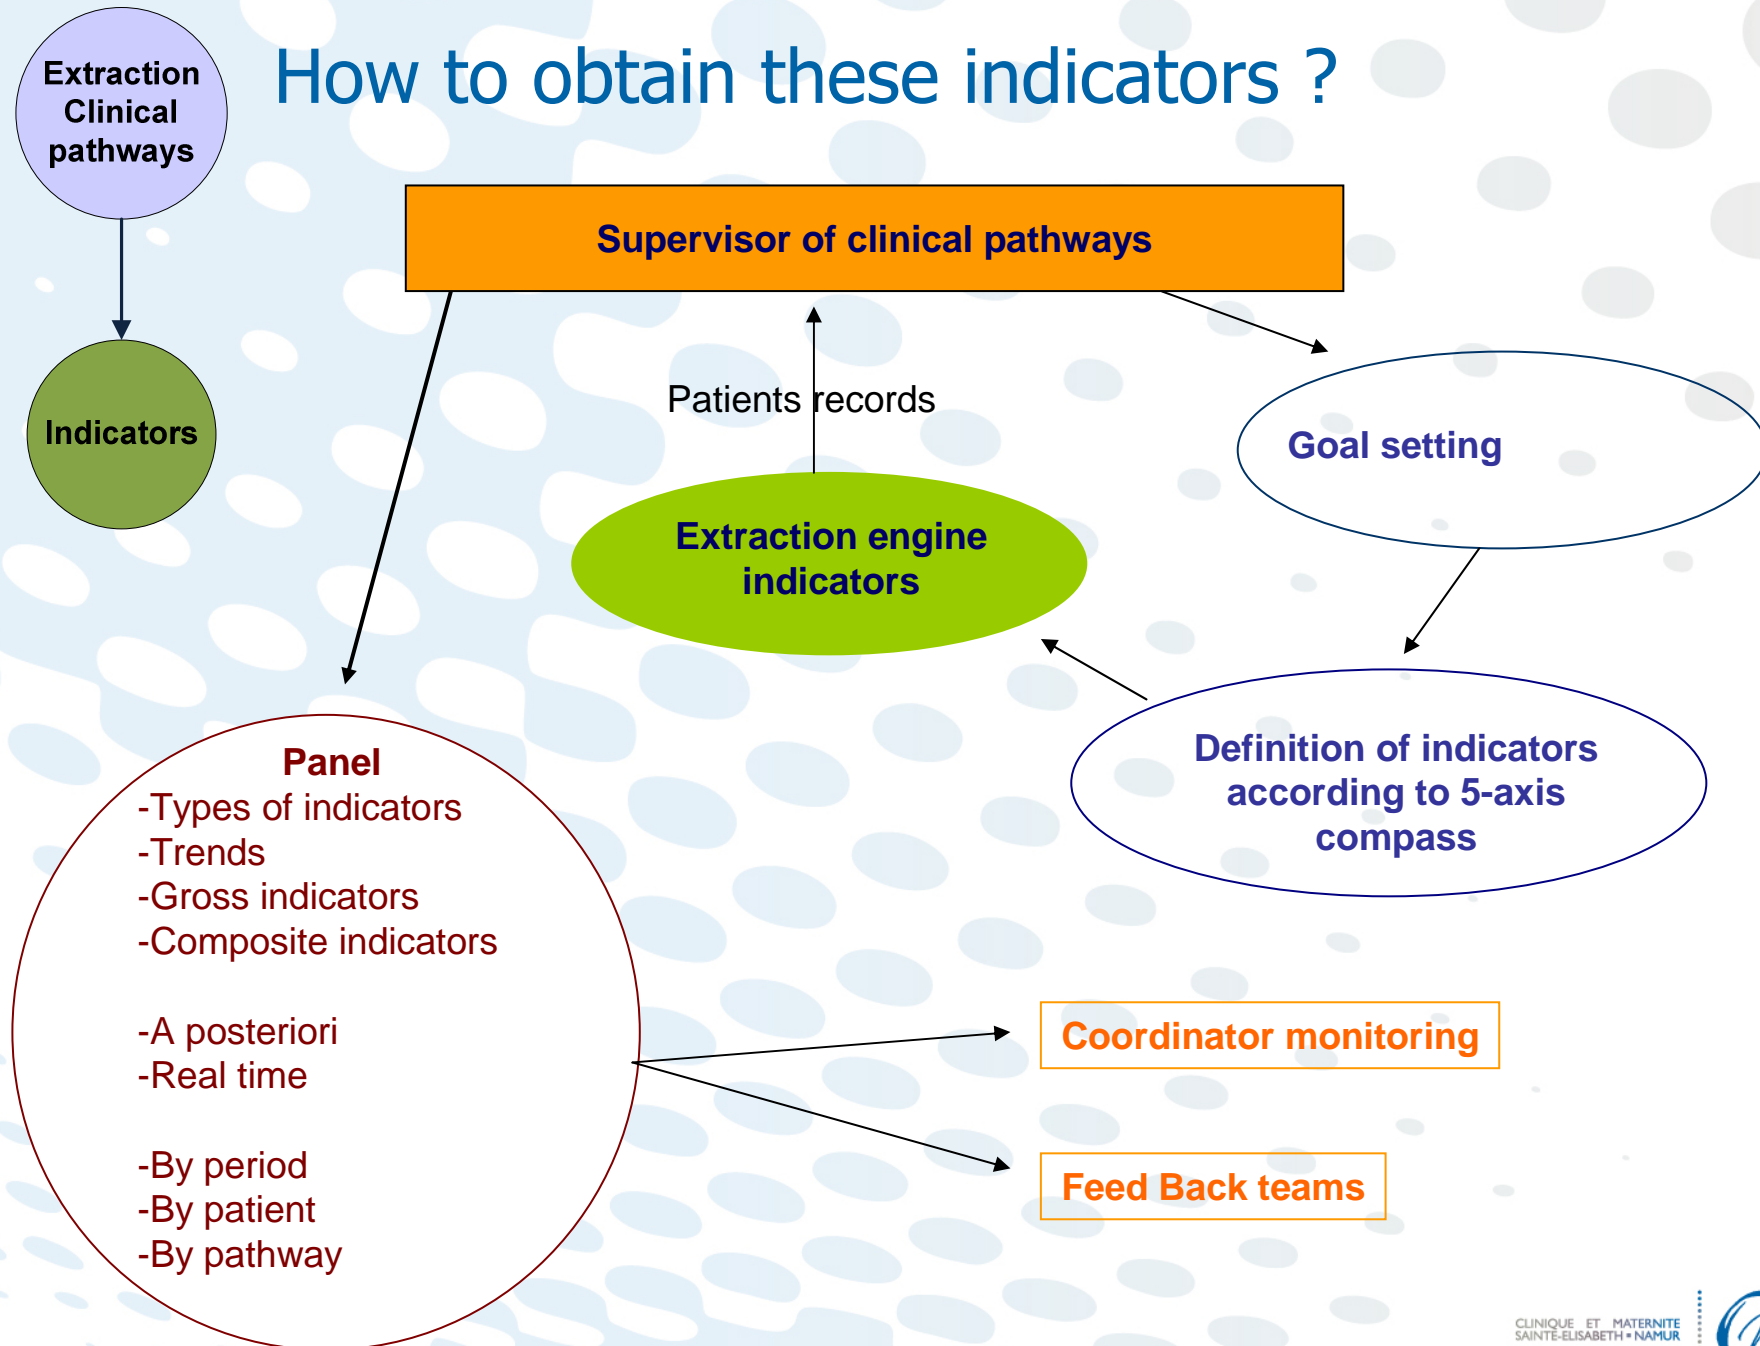 How to obtain these indicators ?
Extraction
Clinical
pathways
Indicators
Supervisor of clinical pathways
Patients records
Goal setting
Extraction engine
indicators
Definition of indicators
according to 5-axis
compass
Panel
-Types of indicators
-Trends
-Gross indicators
-Composite indicators
-A posteriori
-Real time
-By period
-By patient
-By pathway
Coordinator monitoring
Feed Back teams
CLINIQUE ET MATERNITE
SAINTE-ELISABETH • NAMUR